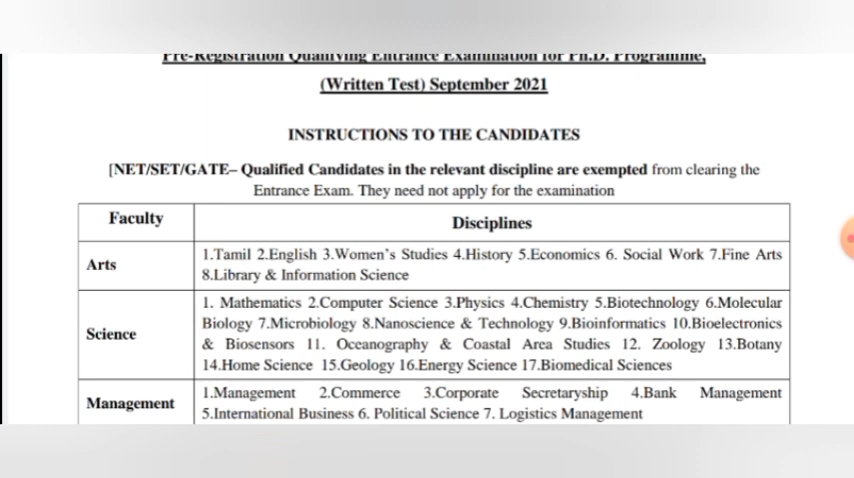 Pre-Registration Qualifying Entrance Examination for Ph.D. Programme,
(Written Test) September 2021
INSTRUCTIONS TO THE CANDIDATES
[NET/SET/GATE– Qualified Candidates in the relevant discipline are exempted from clearing the
Entrance Exam. They need not apply for the examination
Faculty Disciplines
Arts
1.Tamil 2.English 3.Women's Studies 4.History 5.Economics 6. Social Work 7.Fine Arts
8.Library & Information Science
Science
1. Mathematics 2.Computer Science 3.Physics 4.Chemistry 5.Biotechnology 6.Molecular
Biology 7.Microbiology 8.Nanoscience & Technology 9.Bioinformatics 10.Bioelectronics
& Biosensors 11. Oceanography & Coastal Area Studies 12. Zoology 13.Botany
14.Home Science 15.Geology 16.Energy Science 17.Biomedical Sciences
Management
1.Management 2.Commerce 3.Corporate Secretaryship 4.Bank Management
5.International Business 6. Political Science 7. Logistics Management